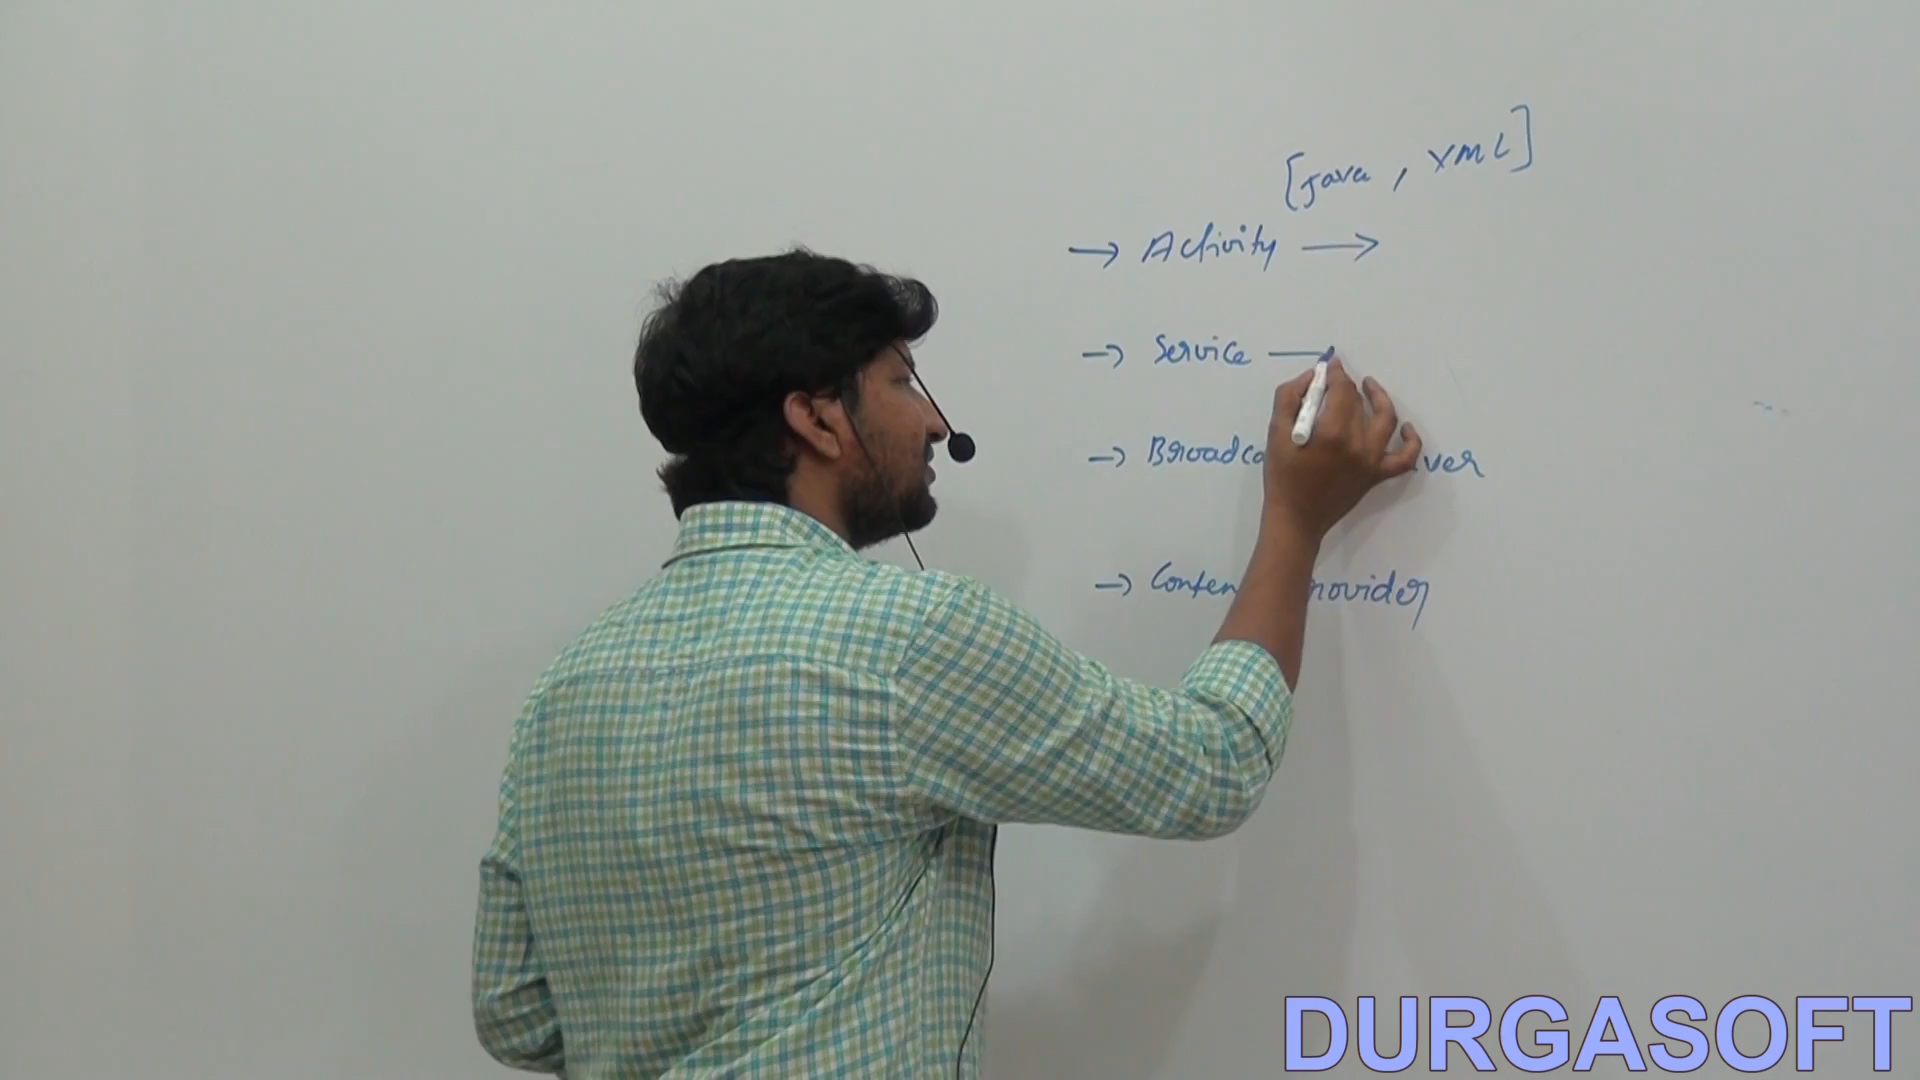 [java, XML]
→ Activity →
→ Service —
→ Broadca ver
→ Conten rovider
DURGASOFT